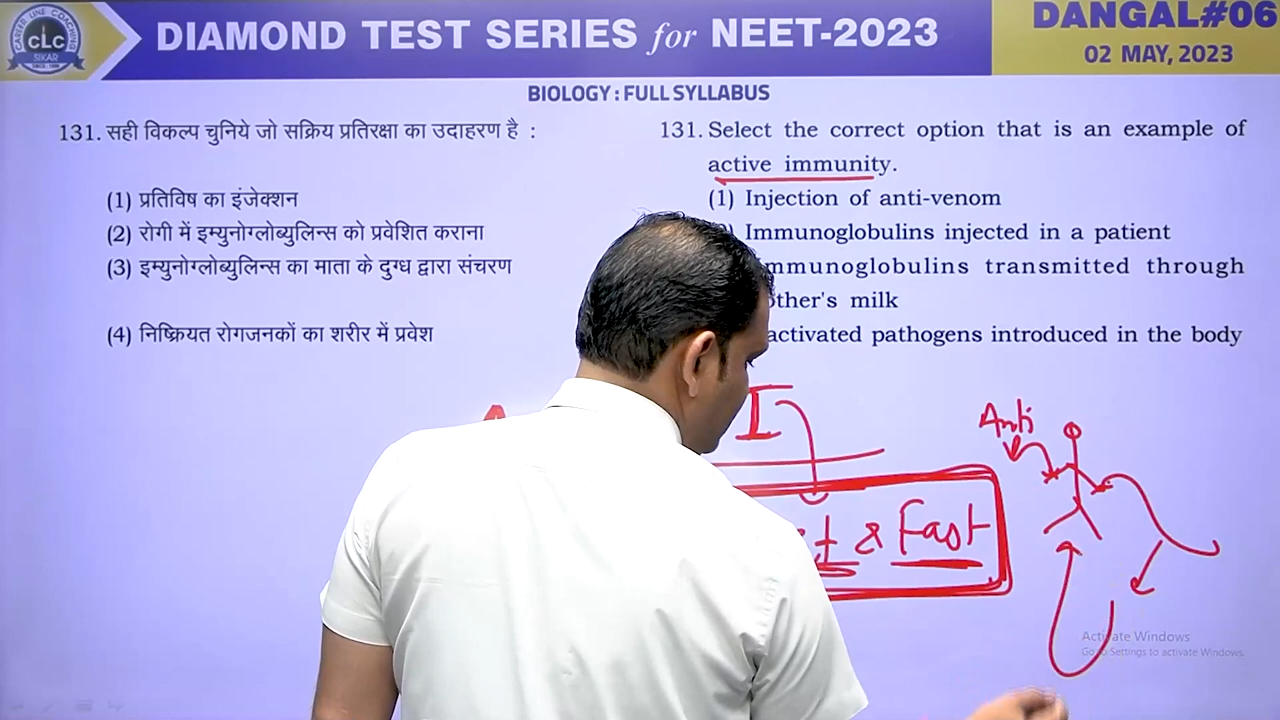 CAREER LINE COACHING
CLC
SIKAR
DIAMOND TEST SERIES for NEET-2023
DANGAL#06
02 MAY, 2023
BIOLOGY : FULL SYLLABUS
131. सही विकल्प चुनिये जो सक्रिय प्रतिरक्षा का उदाहरण है :
(1) प्रतिविष का इंजेक्शन
(2) रोगी में इम्युनोग्लोब्युलिन्स को प्रवेशित कराना
(3) इम्युनोग्लोब्युलिन्स का माता के दुग्ध द्वारा संचरण
(4) निष्क्रियत रोगजनकों का शरीर में प्रवेश
131. Select the correct option that is an example of
active immunity.
(1) Injection of anti-venom
Immunoglobulins injected in a patient
mmunoglobulins transmitted through
other's milk
activated pathogens introduced in the body
I
Anti
& Fast
Activate Windows
Go to Settings to activate Windows.